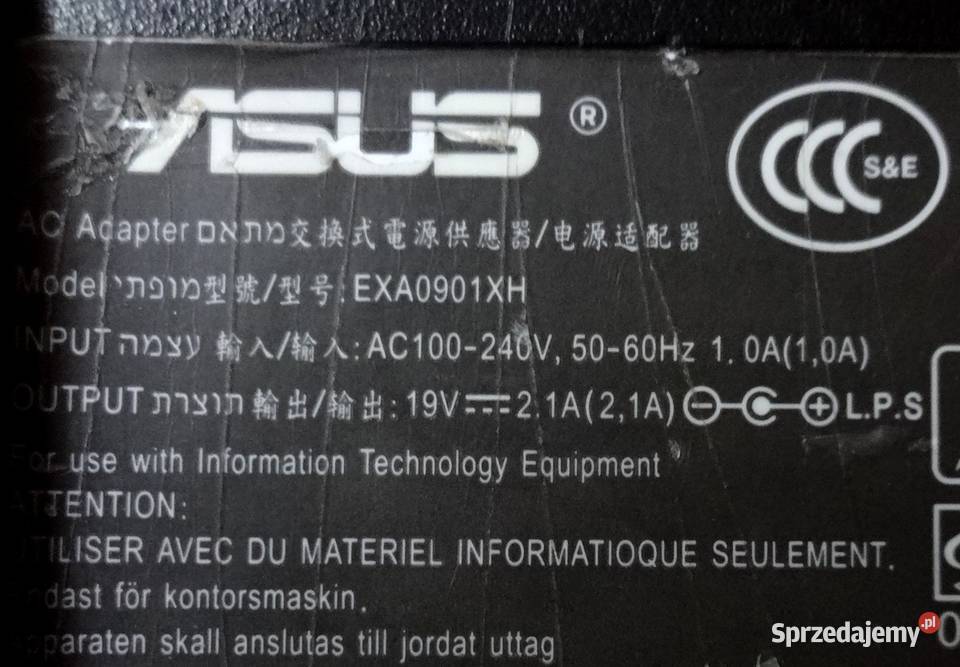 ASUS ®
CCC S&E
AC Adapter מתאם 交換式電源供應器/电源适配器
Model מופתי 型號/型号: EXA0901XH
INPUT עצמה 輸入/输入: AC100-240V, 50-60Hz 1. 0A(1,0A)
OUTPUT תוצרת 輸出/输出: 19V 2.1A(2,1A) L.P.S
For use with Information Technology Equipment
ATTENTION:
UTILISER AVEC DU MATERIEL INFORMATIOQUE SEULEMENT.
Endast för kontorsmaskin.
Apparaten skall anslutas till jordat uttag
Sprzedajemy.pl